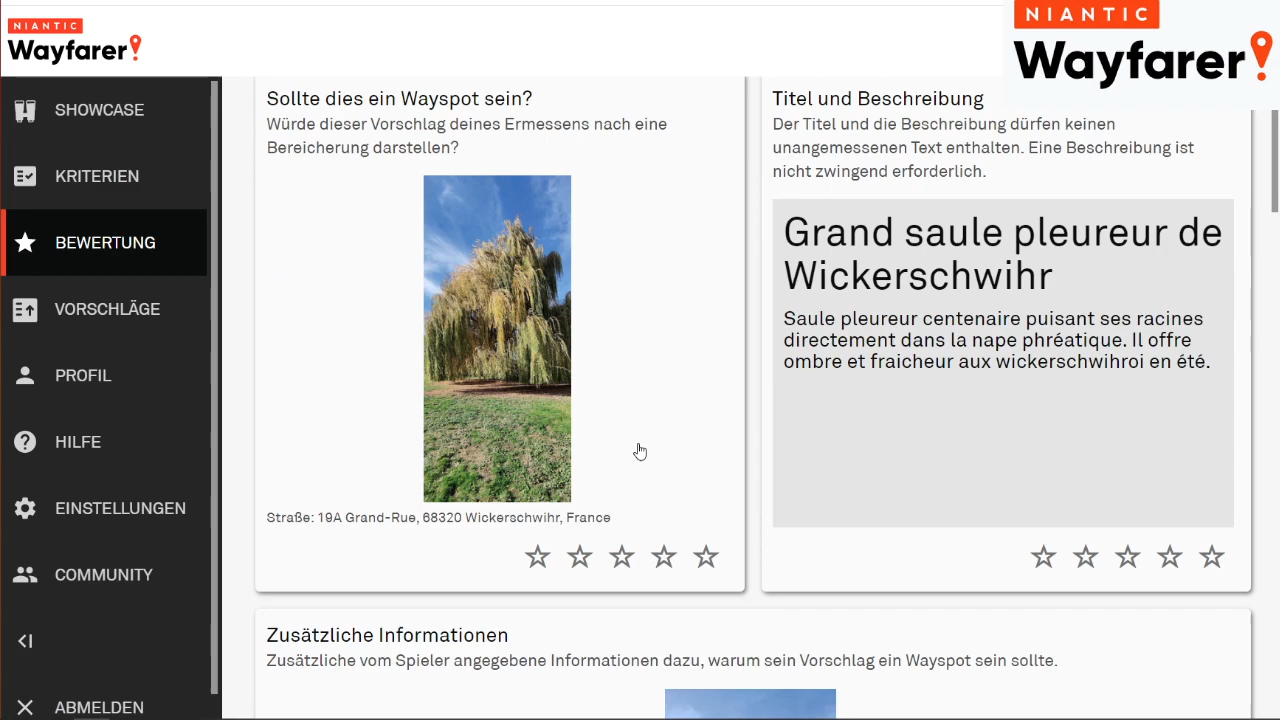 NIANTIC
Wayfarer!
NIANTIC
Wayfarer!
SHOWCASE
KRITERIEN
BEWERTUNG
VORSCHLÄGE
PROFIL
HILFE
EINSTELLUNGEN
COMMUNITY
ABMELDEN
Sollte dies ein Wayspot sein?
Würde dieser Vorschlag deines Ermessens nach eine
Bereicherung darstellen?
Straße: 19A Grand-Rue, 68320 Wickerschwihr, France
Titel und Beschreibung
Der Titel und die Beschreibung dürfen keinen
unangemessenen Text enthalten. Eine Beschreibung ist
nicht zwingend erforderlich.
Grand saule pleureur de
Wickerschwihr
Saule pleureur centenaire puisant ses racines
directement dans la nape phréatique. Il offre
ombre et fraicheur aux wickerschwihroi en été.
Zusätzliche Informationen
Zusätzliche vom Spieler angegebene Informationen dazu, warum sein Vorschlag ein Wayspot sein sollte.